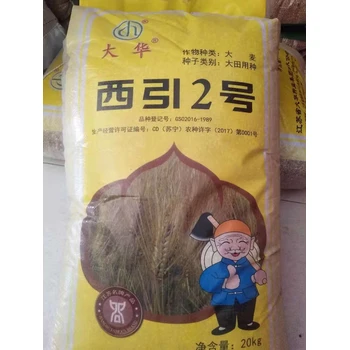 大华
作物种类：大 麦
种子类别：大田用种
西引2号
品种登记号：GS02016-1989
生产经营许可证编号：CD（苏宁）农种许字（2017）第0001号
净含量：20kg